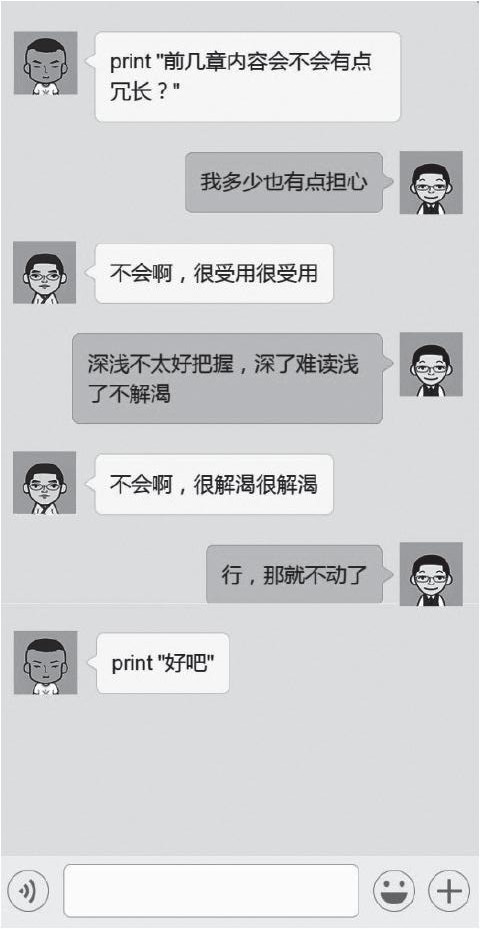 print "前几章内容会不会有点
冗长？"
我多少也有点担心
不会啊，很受用很受用
深浅不太好把握，深了难读浅
了不解渴
不会啊，很解渴很解渴
行，那就不动了
print "好吧"